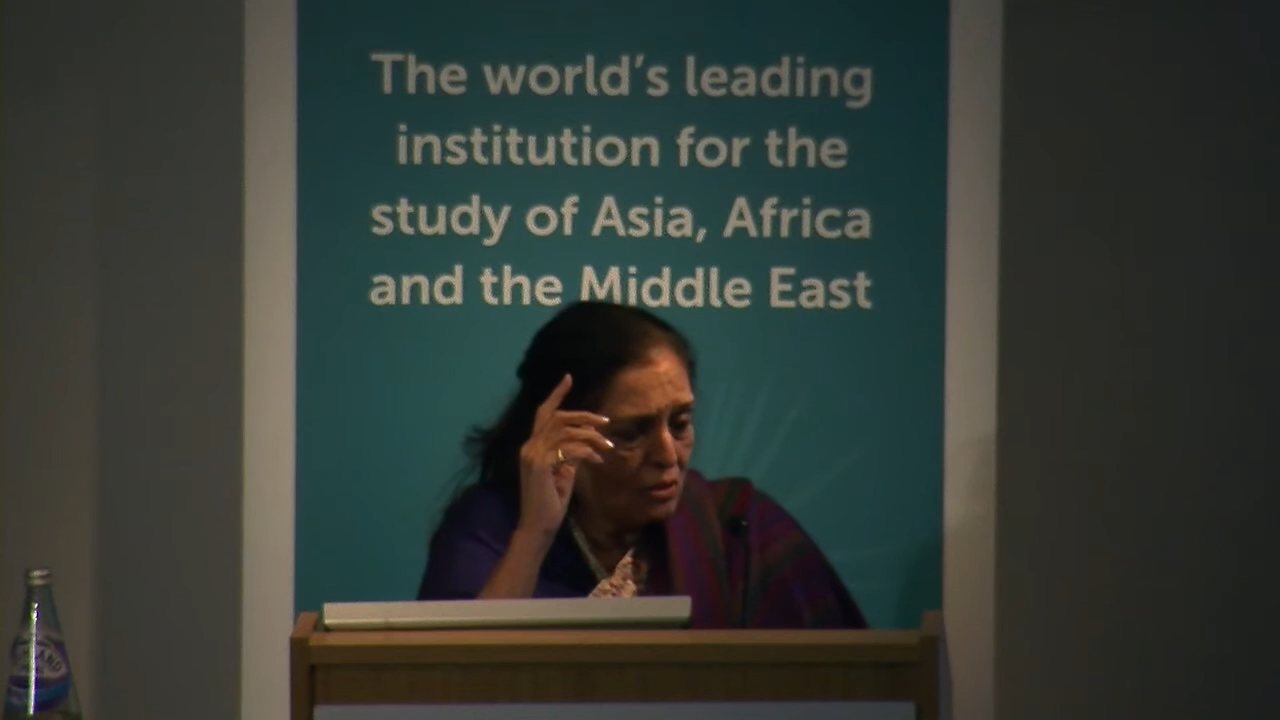 The world's leading
institution for the
study of Asia, Africa
and the Middle East